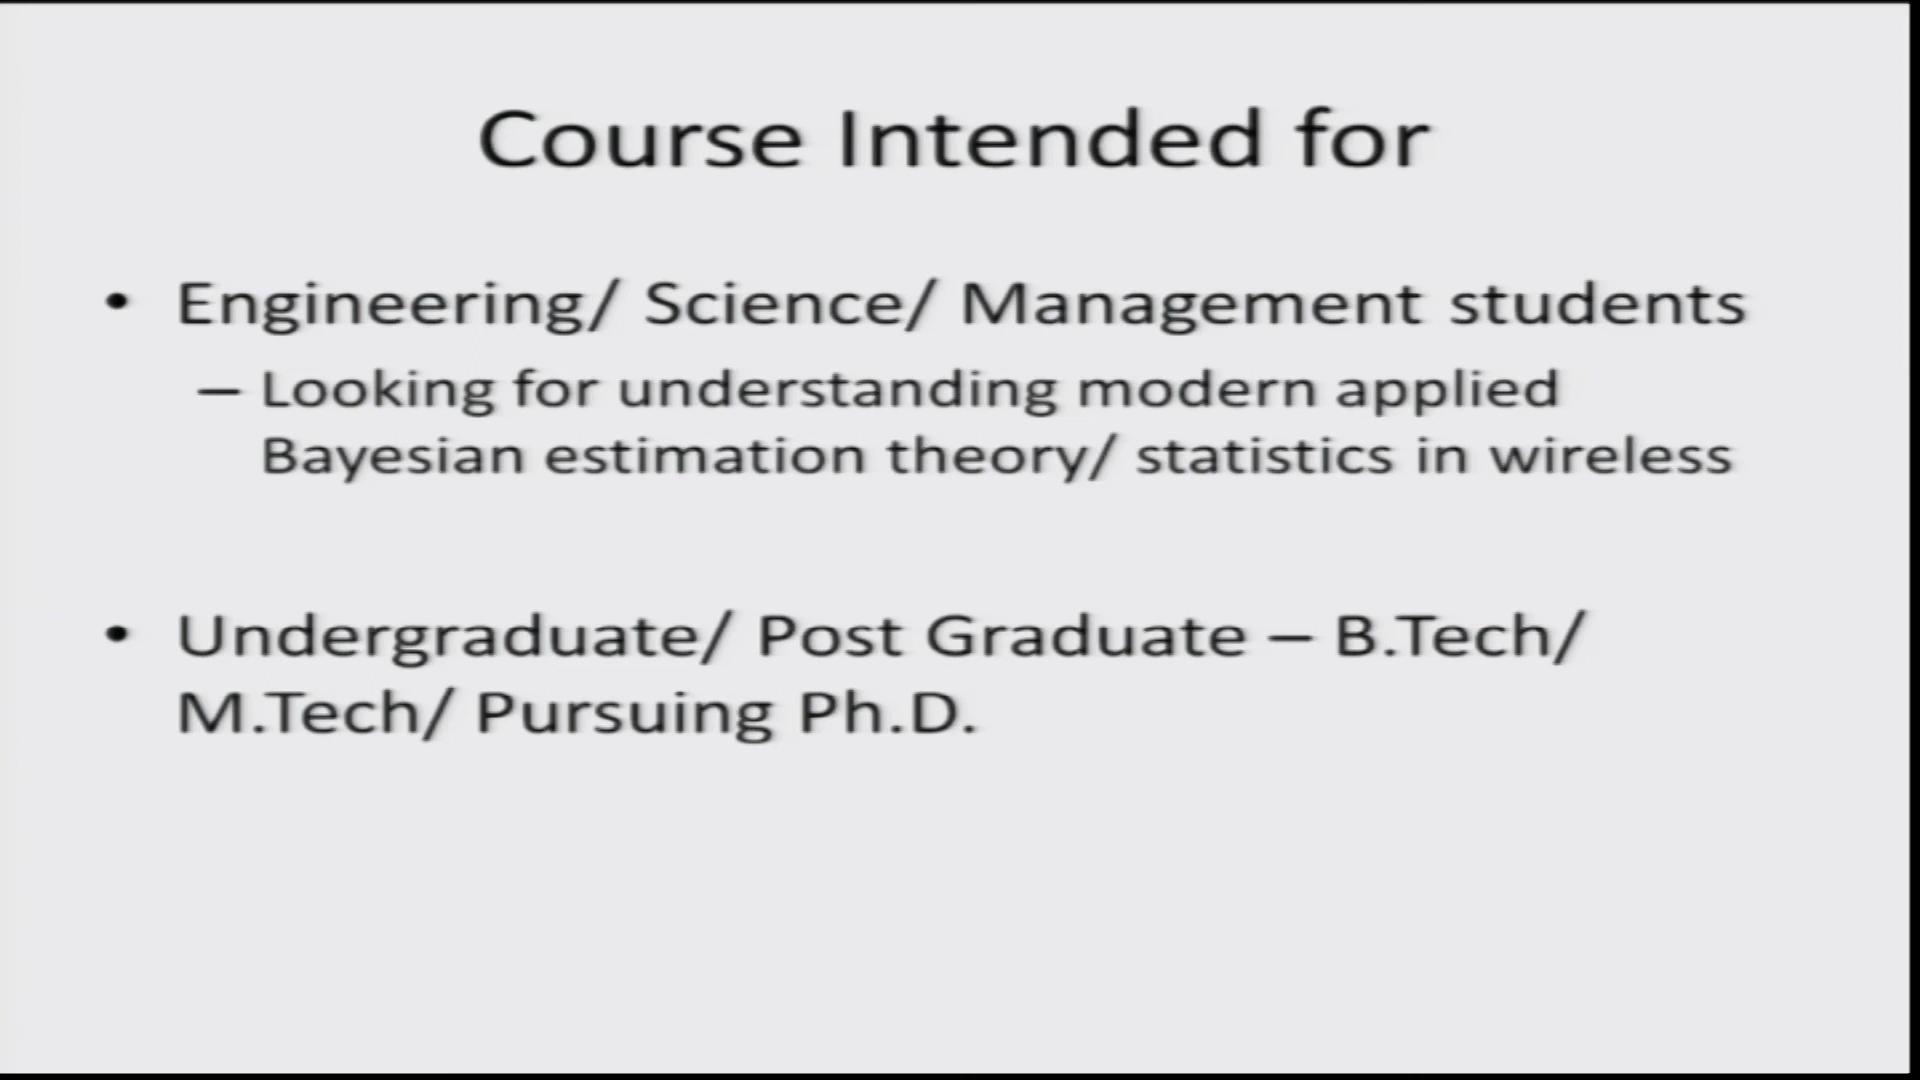 Course Intended for
• Engineering/ Science/ Management students
– Looking for understanding modern applied
Bayesian estimation theory/ statistics in wireless
• Undergraduate/ Post Graduate – B.Tech/
M.Tech/ Pursuing Ph.D.